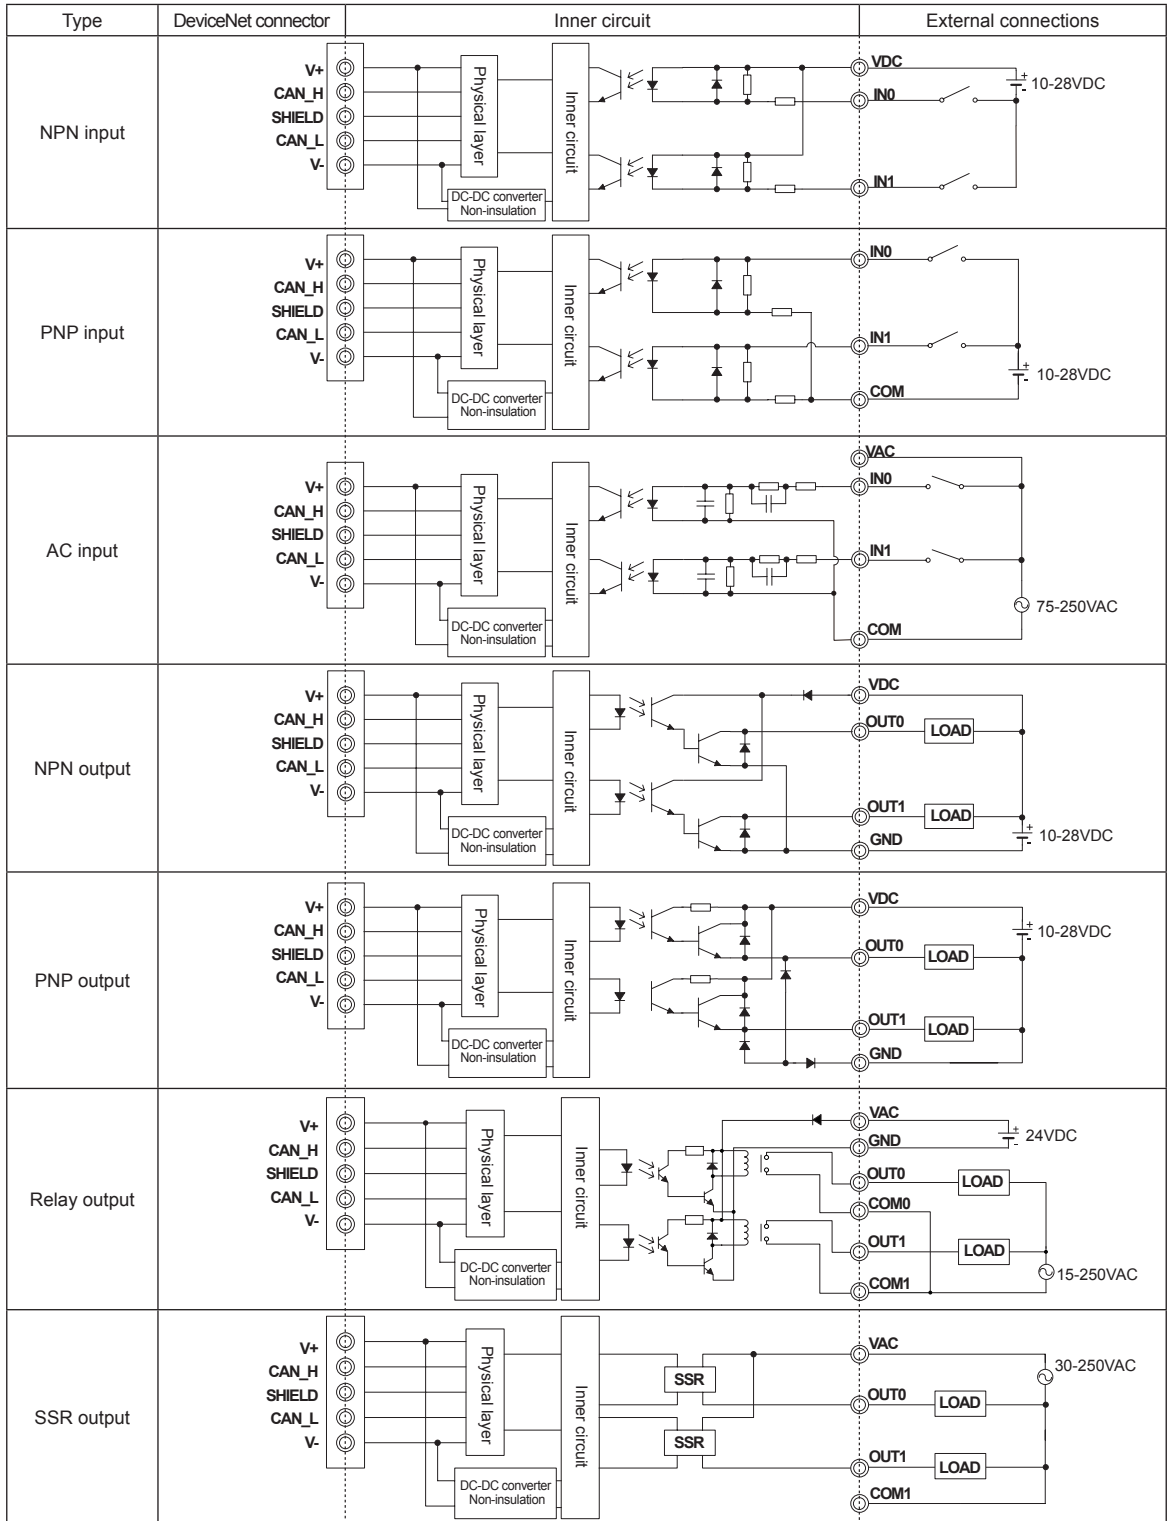 Type DeviceNet connector Inner circuit External connections
NPN input
V+
CAN_H
SHIELD
CAN_L
V-
Physical layer
DC-DC converter
Non-insulation
Inner circuit
VDC
IN0
IN1
+
-
10-28VDC
PNP input
V+
CAN_H
SHIELD
CAN_L
V-
Physical layer
DC-DC converter
Non-insulation
Inner circuit
IN0
IN1
COM
+
-
10-28VDC
AC input
V+
CAN_H
SHIELD
CAN_L
V-
Physical layer
DC-DC converter
Non-insulation
Inner circuit
VAC
IN0
IN1
COM
75-250VAC
NPN output
V+
CAN_H
SHIELD
CAN_L
V-
Physical layer
DC-DC converter
Non-insulation
Inner circuit
VDC
OUT0
LOAD
OUT1
LOAD
GND
+
-
10-28VDC
PNP output
V+
CAN_H
SHIELD
CAN_L
V-
Physical layer
DC-DC converter
Non-insulation
Inner circuit
VDC
+
-
10-28VDC
OUT0
LOAD
OUT1
LOAD
GND
Relay output
V+
CAN_H
SHIELD
CAN_L
V-
Physical layer
DC-DC converter
Non-insulation
Inner circuit
VAC
GND
+
-
24VDC
OUT0
LOAD
COM0
OUT1
LOAD
COM1
15-250VAC
SSR output
V+
CAN_H
SHIELD
CAN_L
V-
Physical layer
DC-DC converter
Non-insulation
Inner circuit
SSR
SSR
VAC
30-250VAC
OUT0
LOAD
OUT1
LOAD
COM1